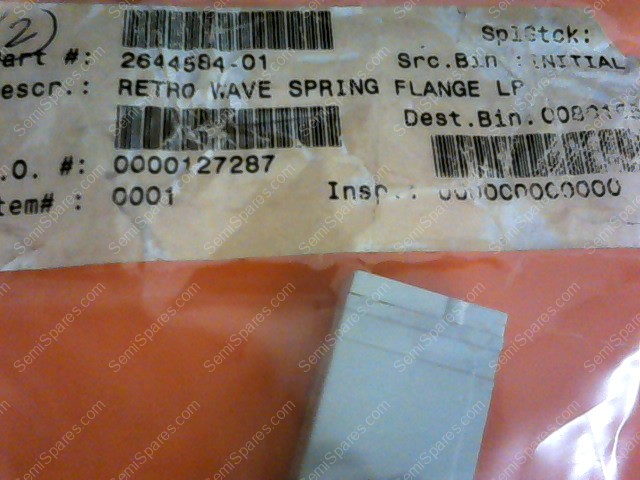 2)
SplStck:
art #: 2644584-01
Src.Bin : INITIAL
escr.: RETRO WAVE SPRING FLANGE LP
Dest.Bin.
.O. #: 0000127287
tem# : 0001
Insp.: 000000000000
SemiSpares.com